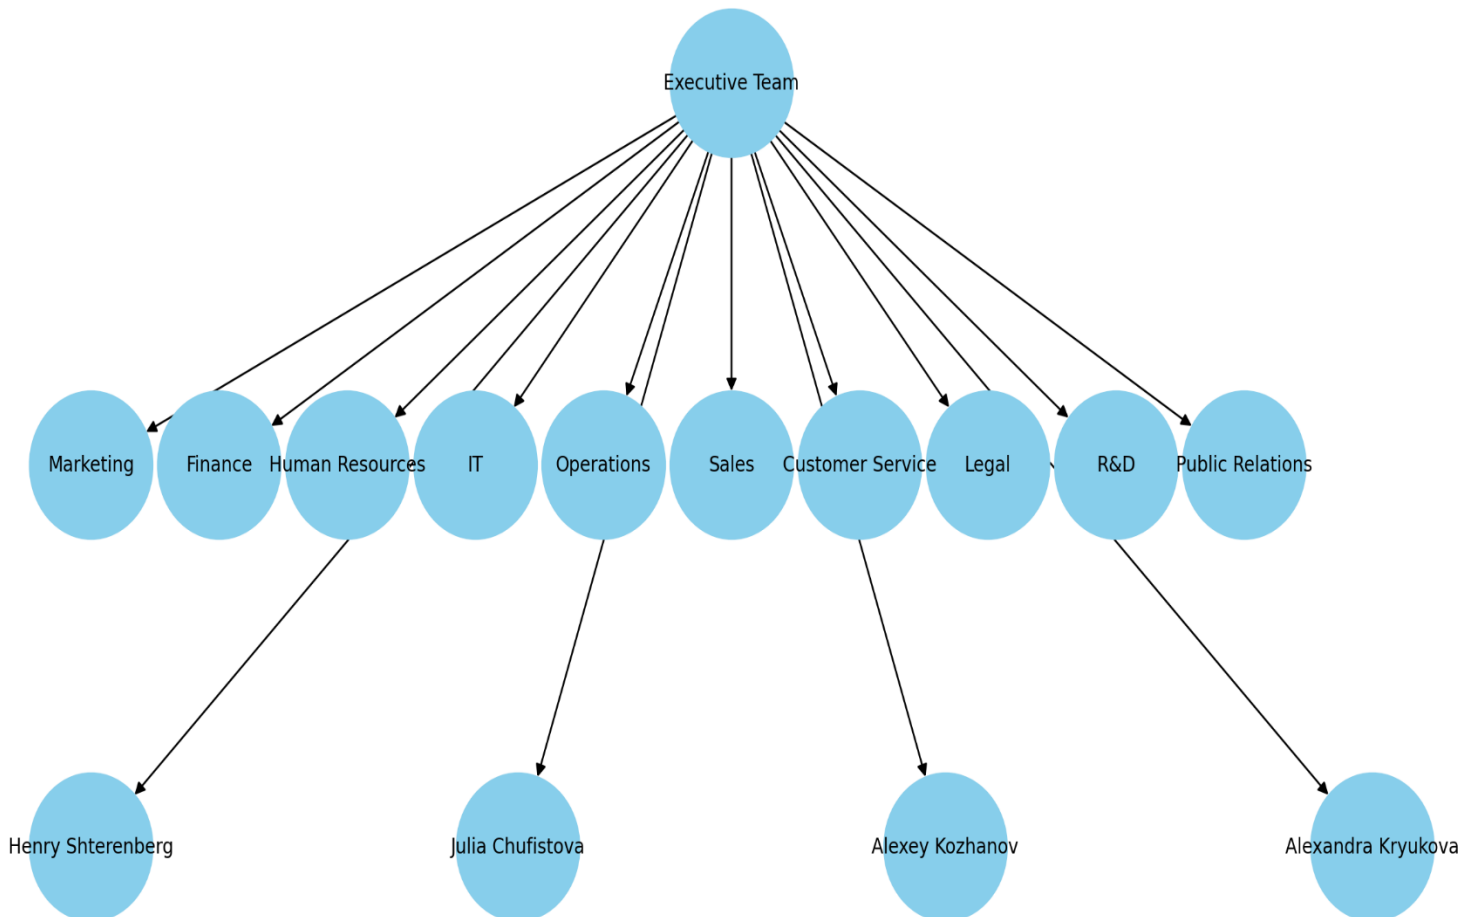 Executive Team
Marketing
Finance
Human Resources
IT
Operations
Sales
Customer Service
Legal
R&D
Public Relations
Henry Shterenberg
Julia Chufistova
Alexey Kozhanov
Alexandra Kryukova